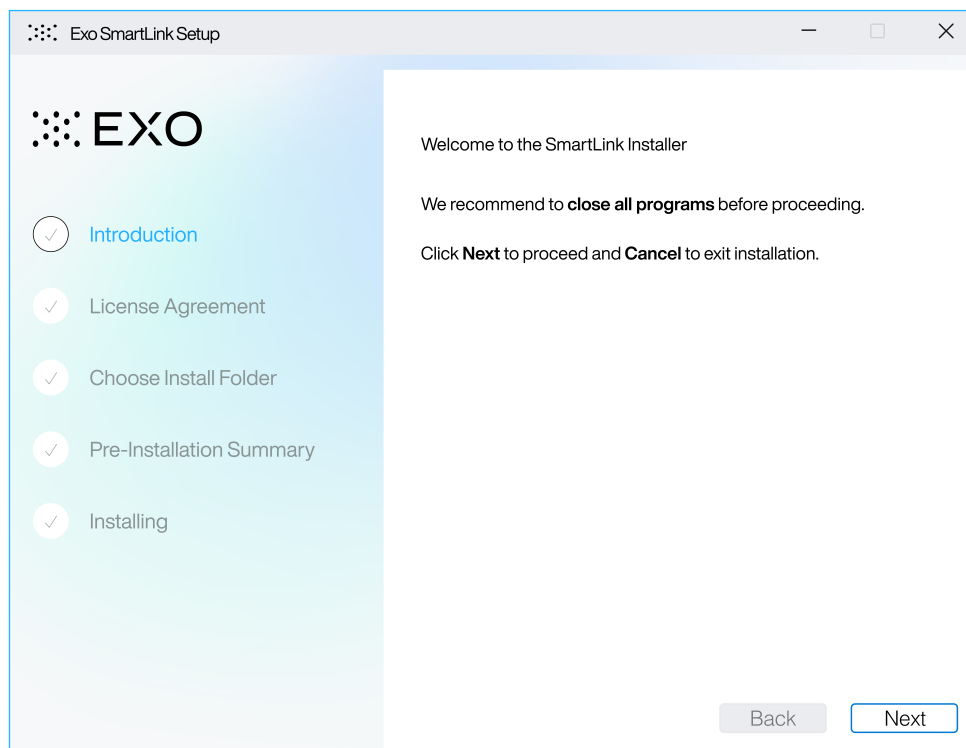 Exo SmartLink Setup
EXO
Introduction
License Agreement
Choose Install Folder
Pre-Installation Summary
Installing
Welcome to the SmartLink Installer
We recommend to close all programs before proceeding.
Click Next to proceed and Cancel to exit installation.
Back
Next